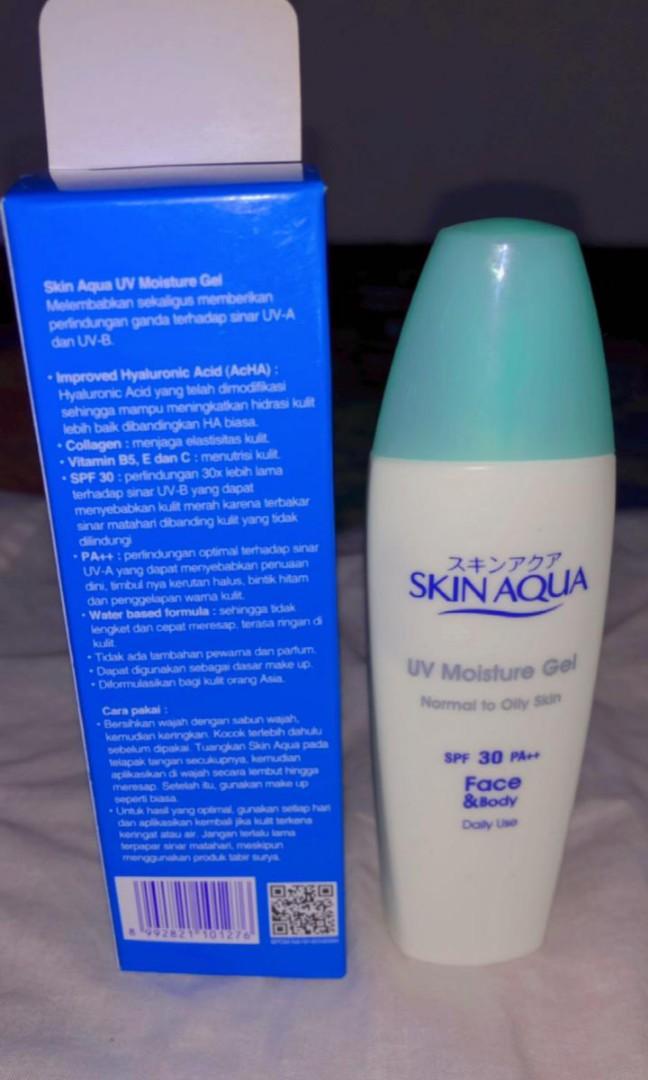 Skin Aqua UV Moisture Gel
Melembabkan sekaligus memberikan
perlindungan ganda terhadap sinar UV-A
dan UV-B.
• Improved Hyaluronic Acid (AcHA) :
Hyaluronic Acid yang telah dimodifikasi
sehingga mampu meningkatkan hidrasi kulit
lebih baik dibandingkan HA biasa.
• Collagen : menjaga elastisitas kulit.
• Vitamin B5, E dan C : menutrisi kulit.
• SPF 30 : perlindungan 30x lebih lama
terhadap sinar UV-B yang dapat
menyebabkan kulit merah karena terbakar
sinar matahari dibanding kulit yang tidak
dilindungi
• PA++ : perlindungan optimal terhadap sinar
UV-A yang dapat menyebabkan penuaan
dini, timbul nya kerutan halus, bintik hitam
dan penggelapan warna kulit.
• Water based formula : sehingga tidak
lengket dan cepat meresap, terasa ringan di
kulit.
• Tidak ada tambahan pewarna dan parfum.
• Dapat digunakan sebagai dasar make up.
• Diformulasikan bagi kulit orang Asia.
Cara pakai :
• Bersihkan wajah dengan sabun wajah,
kemudian keringkan. Kocok terlebih dahulu
sebelum dipakai. Tuangkan Skin Aqua pada
telapak tangan secukupnya, kemudian
aplikasikan di wajah secara lembut hingga
meresap. Setelah itu, gunakan make up
seperti biasa.
• Untuk hasil yang optimal, gunakan setiap hari
dan aplikasikan kembali jika kulit terkena
keringat atau air. Jangan terlalu lama
terpapar sinar matahari, meskipun
menggunakan produk tabir surya.
8 992821 101276
スキンアクア
SKIN AQUA
UV Moisture Gel
Normal to Oily Skin
SPF 30 PA++
Face
&Body
Daily Use